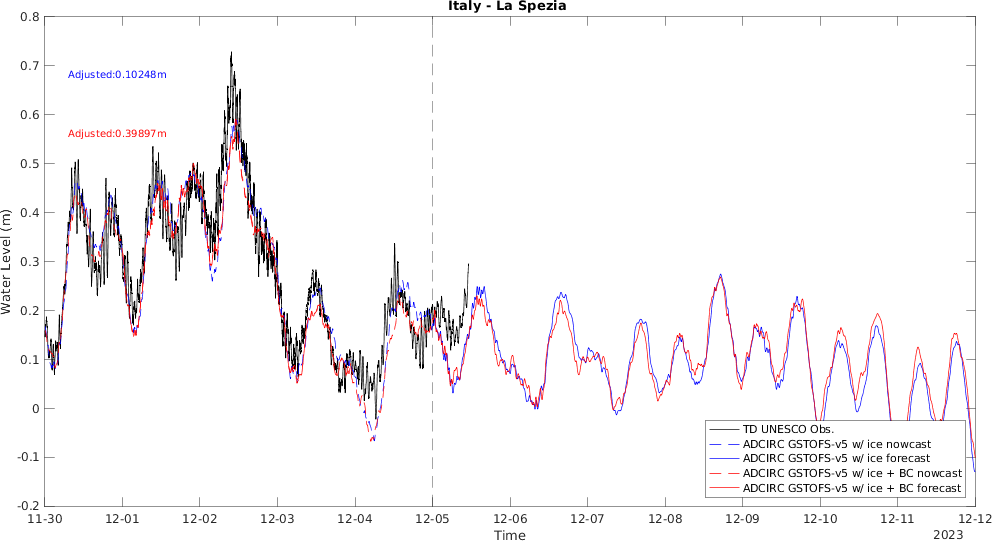 Italy - La Spezia
0.8
0.7
0.6
0.5
0.4
0.3
0.2
0.1
0
-0.1
-0.2
Water Level (m)
Adjusted:0.10248m
Adjusted:0.39897m
TD UNESCO Obs.
ADCIRC GSTOFS-v5 w/ ice nowcast
ADCIRC GSTOFS-v5 w/ ice forecast
ADCIRC GSTOFS-v5 w/ ice + BC nowcast
ADCIRC GSTOFS-v5 w/ ice + BC forecast
11-30 12-01 12-02 12-03 12-04 12-05 12-06 12-07 12-08 12-09 12-10 12-11 12-12
Time
2023